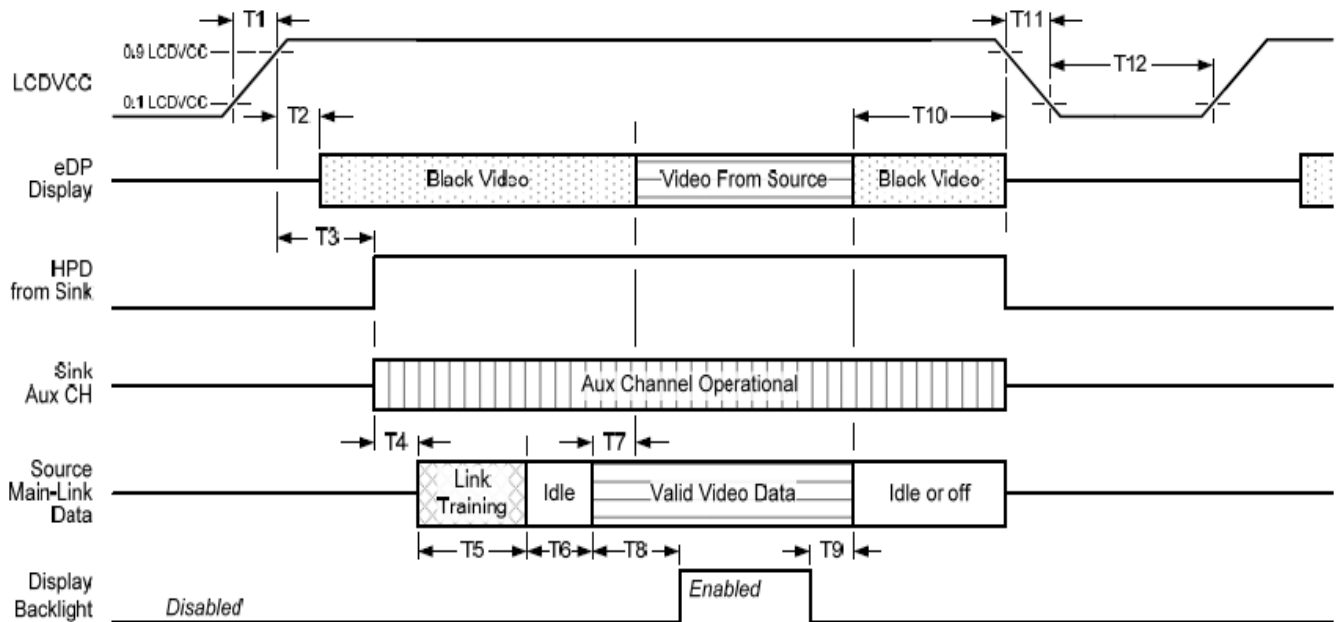 T1
T11
0.9 LCDVCC
LCDVCC
T12
0.1 LCDVCC
T2
T10
eDP
Display
Black Video
Video From Source
Black Video
T3
HPD
from Sink
Sink
Aux CH
Aux Channel Operational
T4
T7
Source
Main-Link
Data
Link
Training
Idle
Valid Video Data
Idle or off
T5
T6
T8
T9
Display
Backlight
Disabled
Enabled